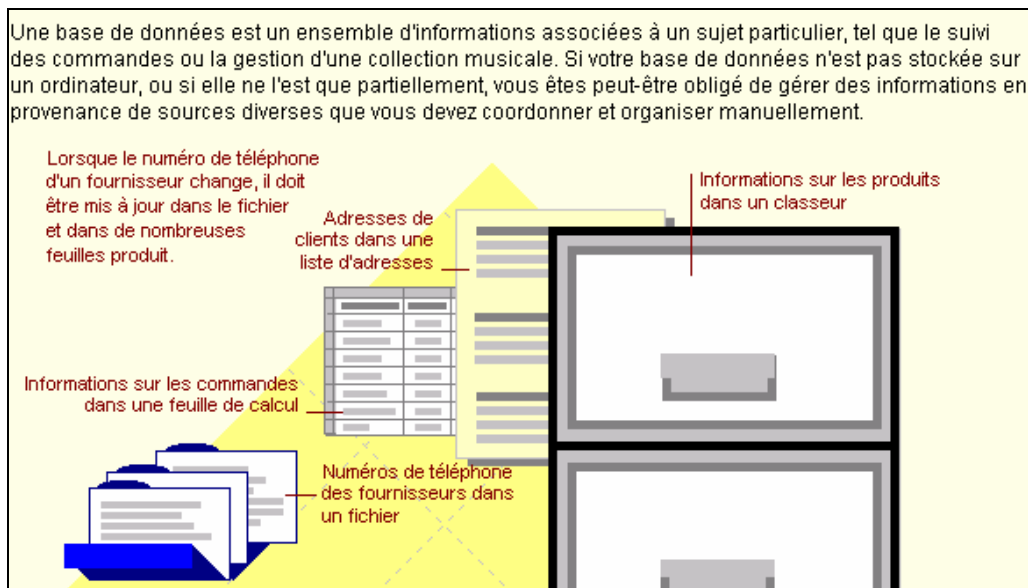 Une base de données est un ensemble d'informations associées à un sujet particulier, tel que le suivi
des commandes ou la gestion d'une collection musicale. Si votre base de données n'est pas stockée sur
un ordinateur, ou si elle ne l'est que partiellement, vous êtes peut-être obligé de gérer des informations en
provenance de sources diverses que vous devez coordonner et organiser manuellement.
Lorsque le numéro de téléphone
d'un fournisseur change, il doit
être mis à jour dans le fichier
et dans de nombreuses
feuilles produit.
Informations sur les produits
dans un classeur
Adresses de
clients dans une
liste d'adresses
Informations sur les commandes
dans une feuille de calcul
Numéros de téléphone
des fournisseurs dans
un fichier